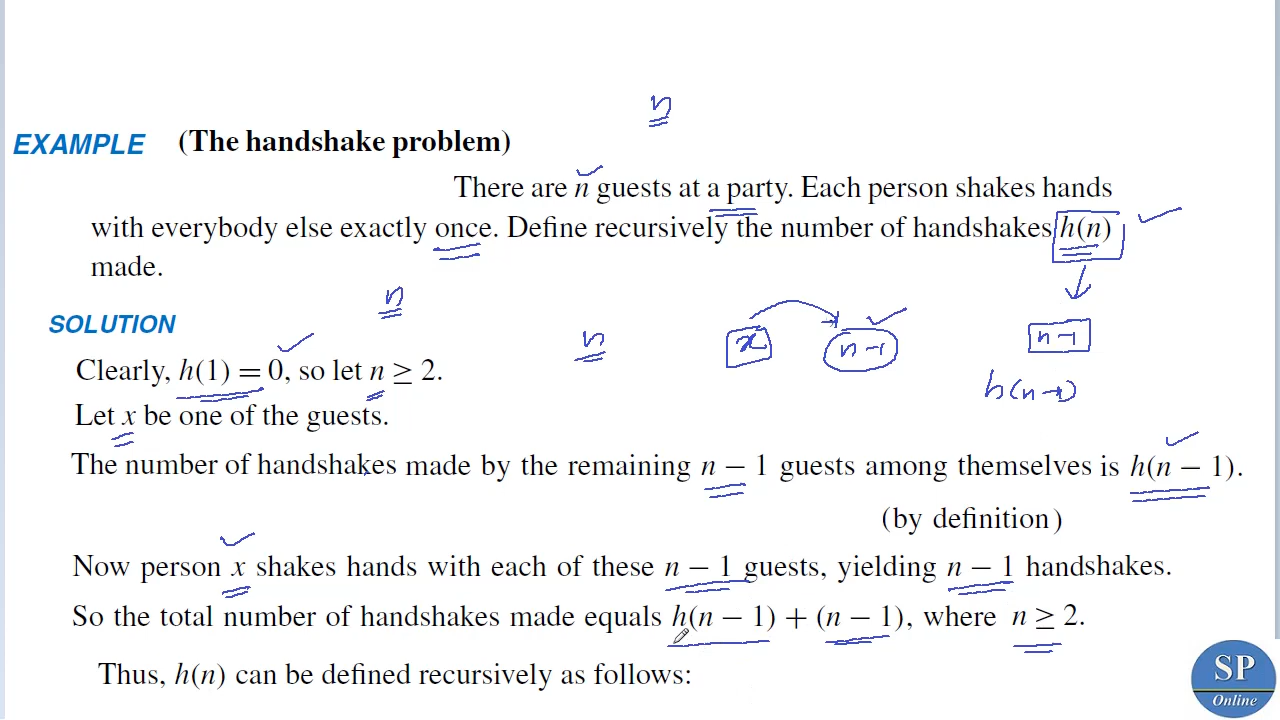 n
EXAMPLE (The handshake problem)
There are n guests at a party. Each person shakes hands
with everybody else exactly once. Define recursively the number of handshakes h(n)
made.
n
SOLUTION
n x n-1 n-1
Clearly, h(1) = 0, so let n ≥ 2.
h(n-1)
Let x be one of the guests.
The number of handshakes made by the remaining n − 1 guests among themselves is h(n − 1).
(by definition)
Now person x shakes hands with each of these n − 1 guests, yielding n − 1 handshakes.
So the total number of handshakes made equals h(n − 1) + (n − 1), where n ≥ 2.
Thus, h(n) can be defined recursively as follows:
SP
Online